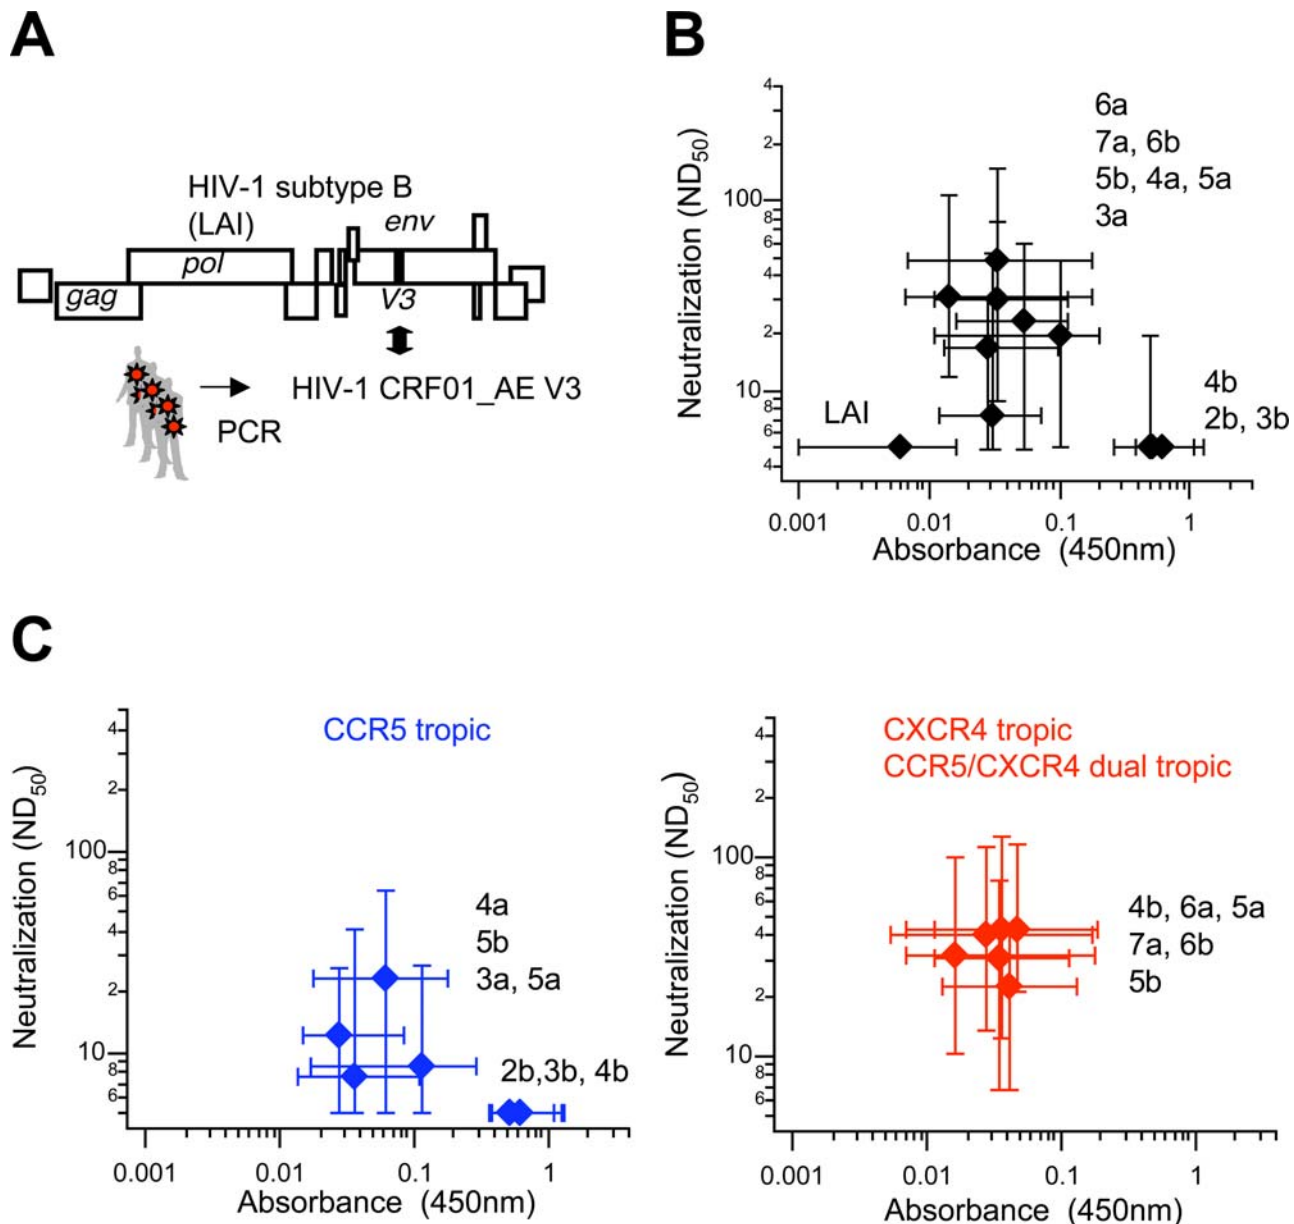 A
HIV-1 subtype B
(LAI)
env
pol
gag
V3
HIV-1 CRF01_AE V3
PCR
B
Neutralization (ND50)
4
2
100
8
6
4
2
10
8
6
4
6a
7a, 6b
5b, 4a, 5a
3a
4b
2b, 3b
LAI
0.001
0.01
0.1
1
Absorbance (450nm)
C
Neutralization (ND50)
4
2
100
8
6
4
2
10
8
6
CCR5 tropic
4a
5b
3a, 5a
2b,3b, 4b
0.001
0.01
0.1
1
Absorbance (450nm)
Neutralization (ND50)
4
2
100
8
6
4
2
10
8
6
CXCR4 tropic
CCR5/CXCR4 dual tropic
4b, 6a, 5a
7a, 6b
5b
0.001
0.01
0.1
1
Absorbance (450nm)